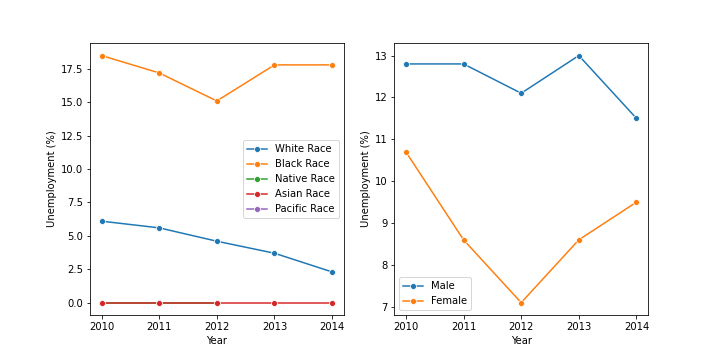 Unemployment (%)
17.5
15.0
12.5
10.0
7.5
5.0
2.5
0.0
White Race
Black Race
Native Race
Asian Race
Pacific Race
2010 2011 2012 2013 2014
Year
Unemployment (%)
13
12
11
10
9
8
7
Male
Female
2010 2011 2012 2013 2014
Year